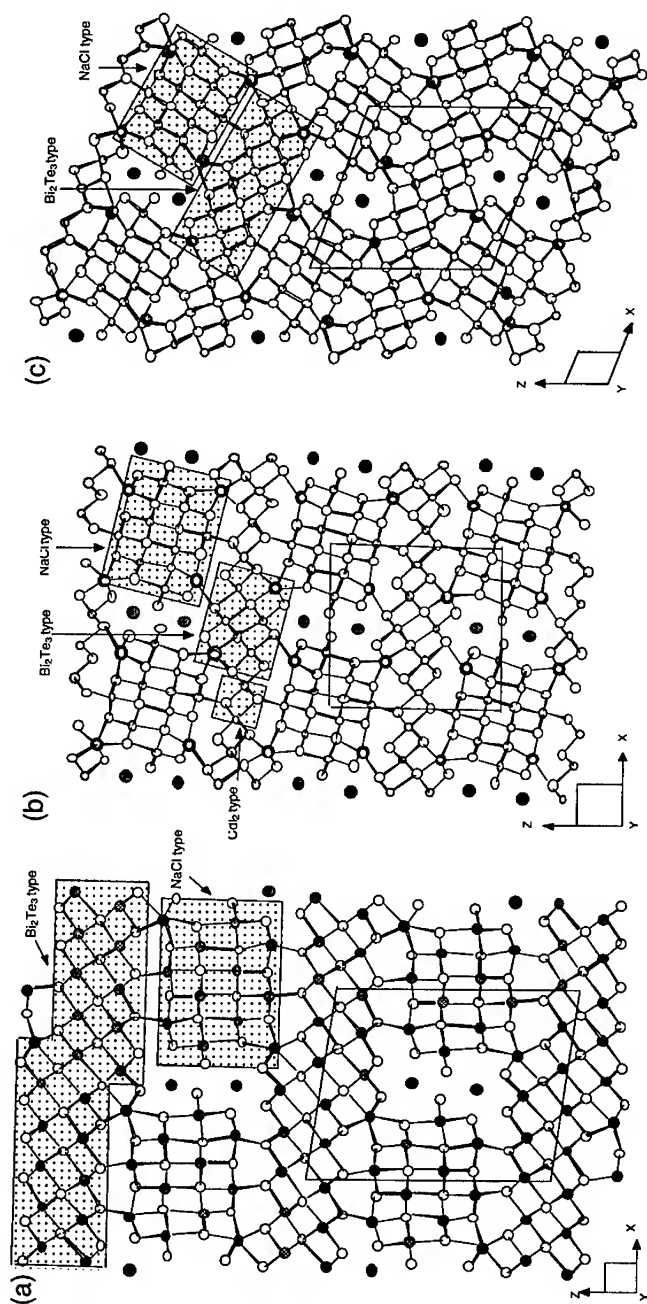 (a)
Bi₂Te₃ type
NaCl type
Z
Y
X
(b)
Bi₂Te₃ type
NaCl type
CdI₂ type
Z
Y
X
(c)
Bi₂Te₃ type
NaCl type
Z
Y
X